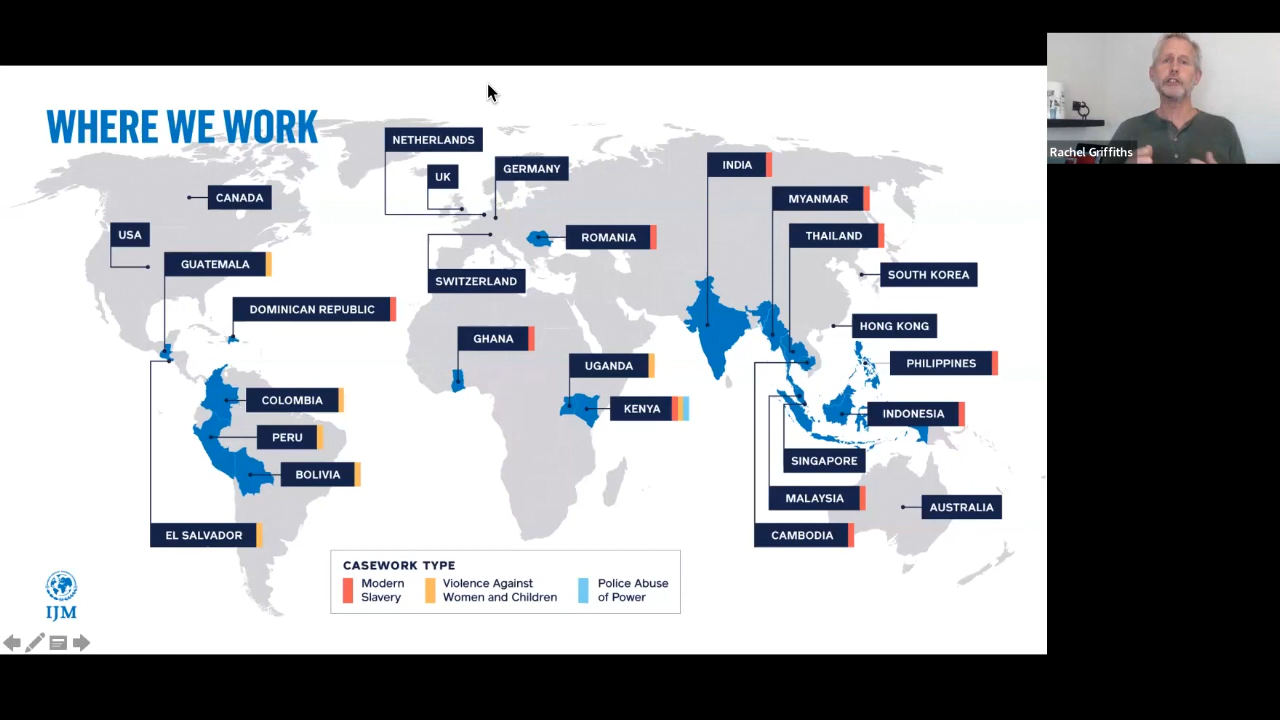 WHERE WE WORK
NETHERLANDS
UK
GERMANY
INDIA
CANADA
MYANMAR
USA
ROMANIA
THAILAND
GUATEMALA
SWITZERLAND
SOUTH KOREA
DOMINICAN REPUBLIC
GHANA
HONG KONG
UGANDA
PHILIPPINES
COLOMBIA
KENYA
INDONESIA
PERU
BOLIVIA
SINGAPORE
MALAYSIA
AUSTRALIA
EL SALVADOR
CAMBODIA
CASEWORK TYPE
Modern
Slavery
Violence Against
Women and Children
Police Abuse
of Power
IJM
Rachel Griffiths